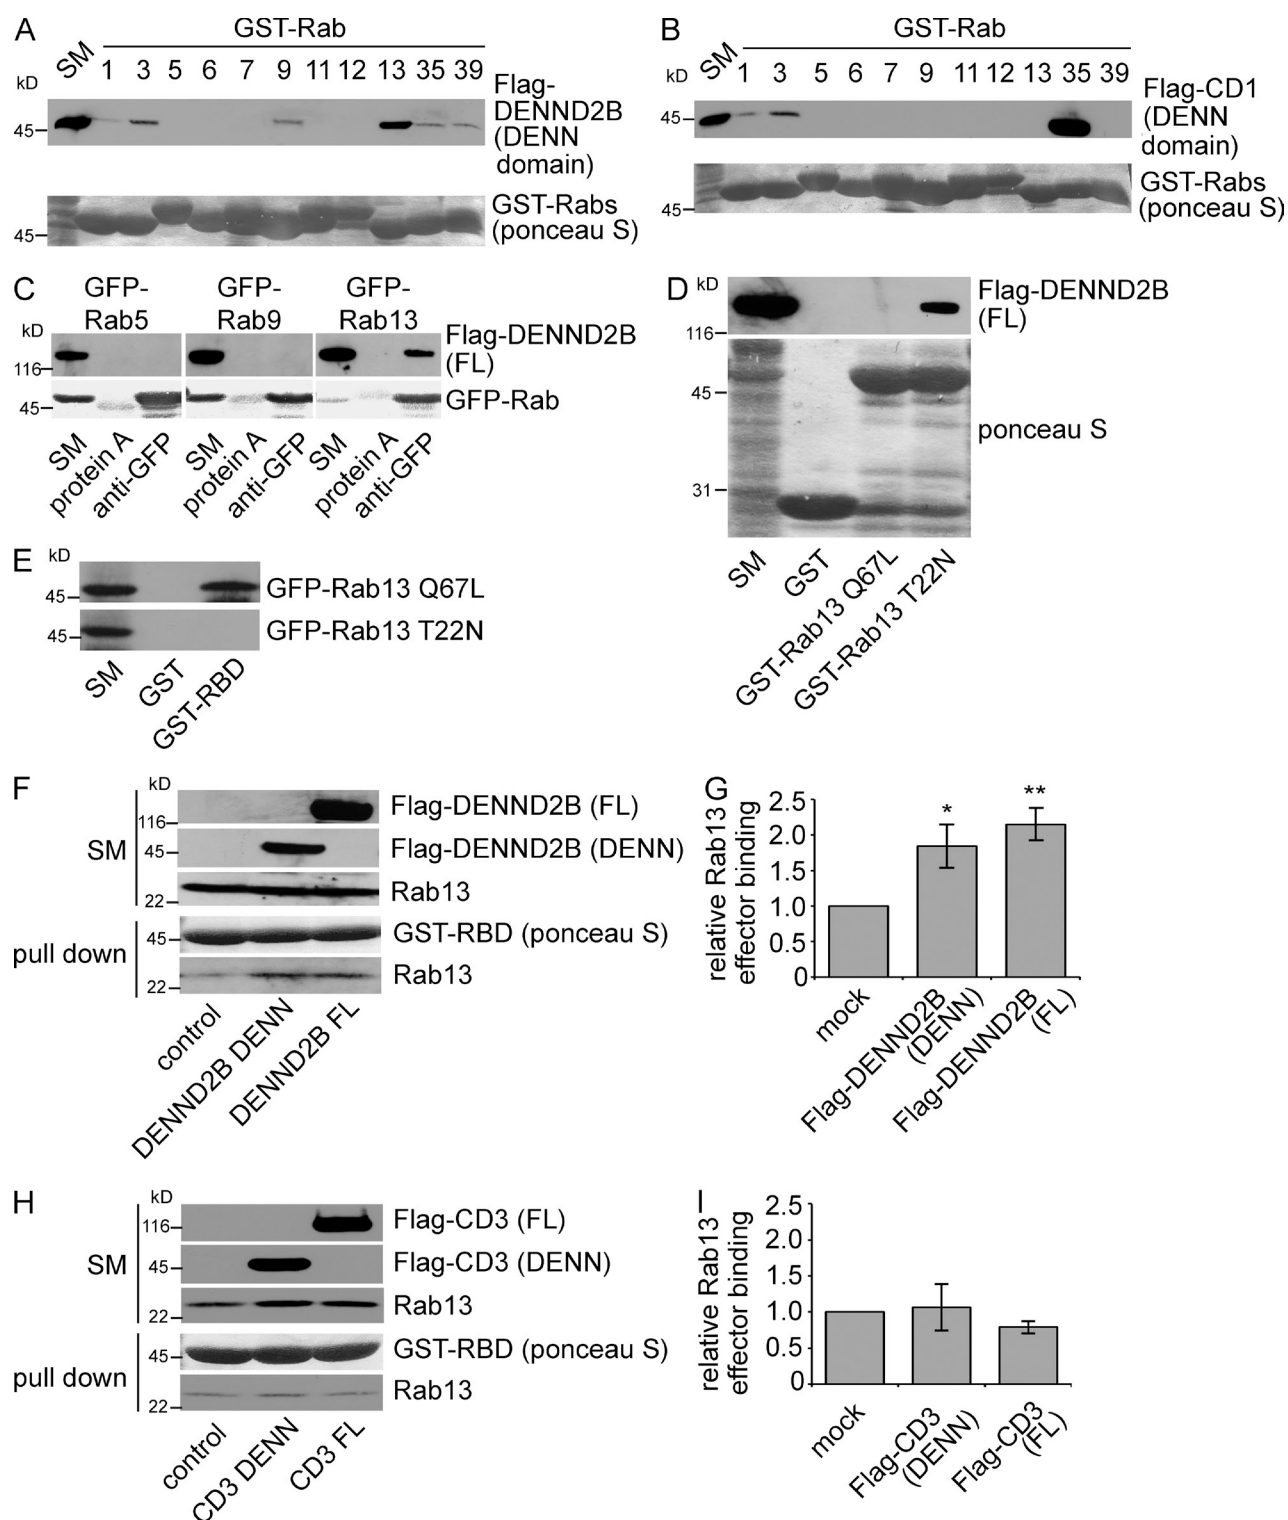 A
GST-Rab
SM 1 3 5 6 7 9 11 12 13 35 39
kD
45
Flag-
DENND2B
(DENN
domain)
45
GST-Rabs
(ponceau S)
B
GST-Rab
SM 1 3 5 6 7 9 11 12 13 35 39
kD
45
Flag-CD1
(DENN
domain)
45
GST-Rabs
(ponceau S)
C
GFP-
Rab5
GFP-
Rab9
GFP-
Rab13
kD
116
Flag-DENND2B
(FL)
45
GFP-Rab
SM protein A anti-GFP SM protein A anti-GFP SM protein A anti-GFP
D
kD
116
Flag-DENND2B
(FL)
45
31
ponceau S
SM GST GST-Rab13 Q67L GST-Rab13 T22N
E
kD
45
GFP-Rab13 Q67L
45
GFP-Rab13 T22N
SM GST GST-RBD
F
kD
SM
116
Flag-DENND2B (FL)
45
Flag-DENND2B (DENN)
22
Rab13
pull down
45
GST-RBD (ponceau S)
22
Rab13
control DENND2B DENN DENND2B FL
G
relative Rab13
effector binding
2.5
2.0
1.5
1.0
0.5
0
*
**
mock
Flag-DENND2B
(DENN)
Flag-DENND2B
(FL)
H
kD
SM
116
Flag-CD3 (FL)
45
Flag-CD3 (DENN)
22
Rab13
pull down
45
GST-RBD (ponceau S)
22
Rab13
control CD3 DENN CD3 FL
I
relative Rab13
effector binding
2.5
2.0
1.5
1.0
0.5
0
mock
Flag-CD3
(DENN)
Flag-CD3
(FL)